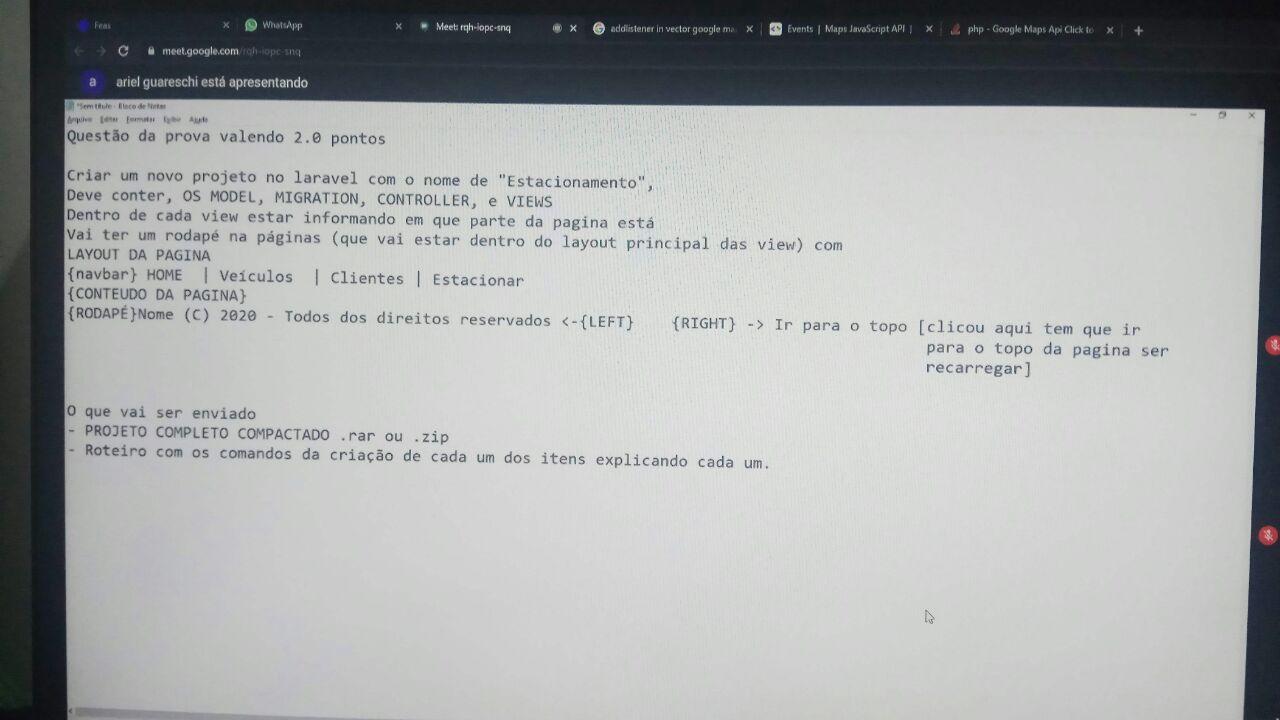 Feas
WhatsApp
Meet: rqh-iopc-snq
addlistener in vector google ma
Events | Maps JavaScript API |
php - Google Maps Api Click to
meet.google.com/rqh-iopc-snq
a
ariel guareschi está apresentando
*Sem título - Bloco de Notas
Arquivo Editar Formatar Exibir Ajuda
Questão da prova valendo 2.0 pontos
Criar um novo projeto no laravel com o nome de "Estacionamento",
Deve conter, OS MODEL, MIGRATION, CONTROLLER, e VIEWS
Dentro de cada view estar informando em que parte da pagina está
Vai ter um rodapé na páginas (que vai estar dentro do layout principal das view) com
LAYOUT DA PAGINA
{navbar} HOME | Veículos | Clientes | Estacionar
{CONTEUDO DA PAGINA}
{RODAPÉ}Nome (C) 2020 - Todos dos direitos reservados <-{LEFT} {RIGHT} -> Ir para o topo [clicou aqui tem que ir
para o topo da pagina ser
recarregar]
O que vai ser enviado
- PROJETO COMPLETO COMPACTADO .rar ou .zip
- Roteiro com os comandos da criação de cada um dos itens explicando cada um.